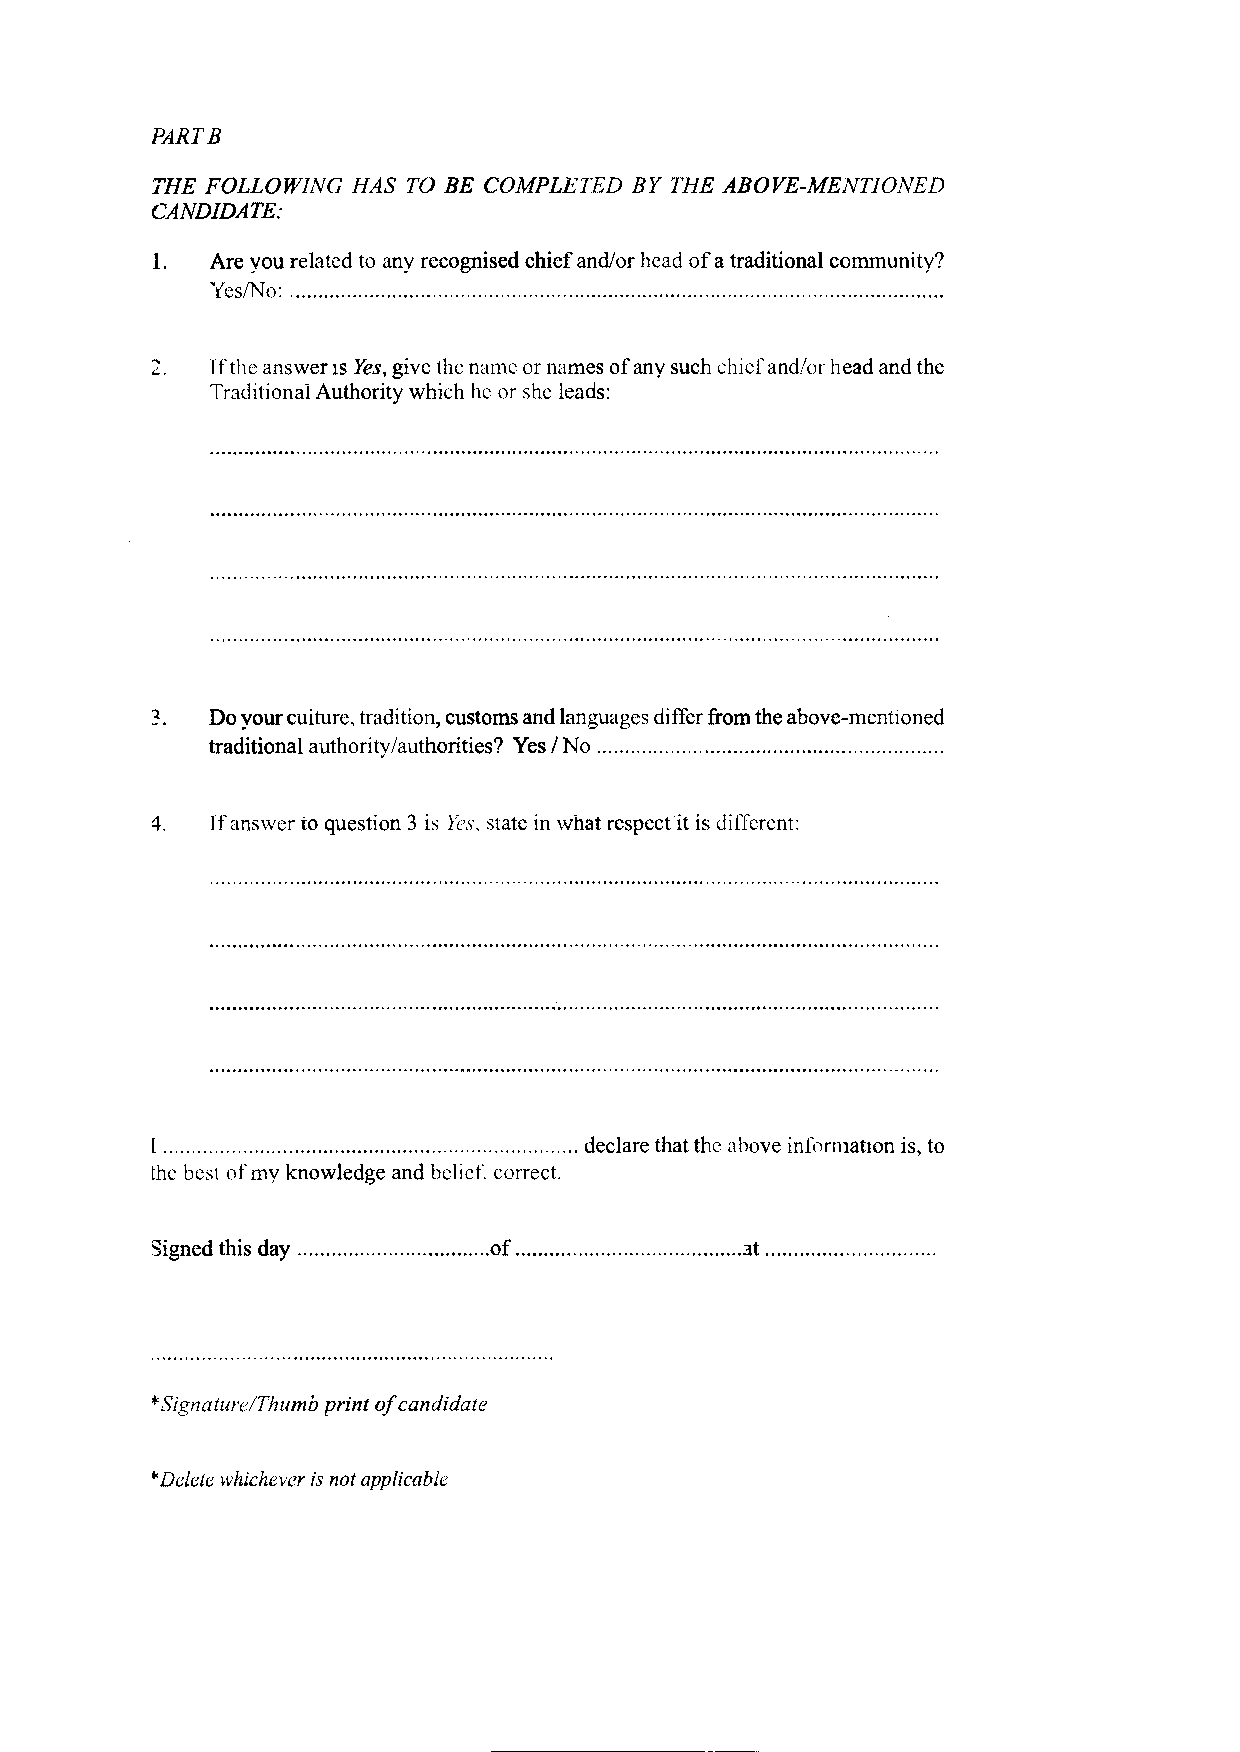 PART B
THE FOLLOWING HAS TO BE COMPLETED BY THE ABOVE-MENTIONED
CANDIDATE:
1. Are you related to any recognised chief and/or head of a traditional community?
Yes/No: ....................................................................................................................
2. If the answer is Yes, give the name or names of any such chief and/or head and the
Traditional Authority which he or she leads:
................................................................................................................................
................................................................................................................................
................................................................................................................................
................................................................................................................................
3. Do your culture, tradition, customs and languages differ from the above-mentioned
traditional authority/authorities? Yes / No .............................................................
4. If answer to question 3 is Yes, state in what respect it is different:
................................................................................................................................
................................................................................................................................
................................................................................................................................
................................................................................................................................
I ......................................................................... declare that the above information is, to
the best of my knowledge and belief, correct.
Signed this day ..................................of ........................................at ..............................
.......................................................................
*Signature/Thumb print of candidate
*Delete whichever is not applicable